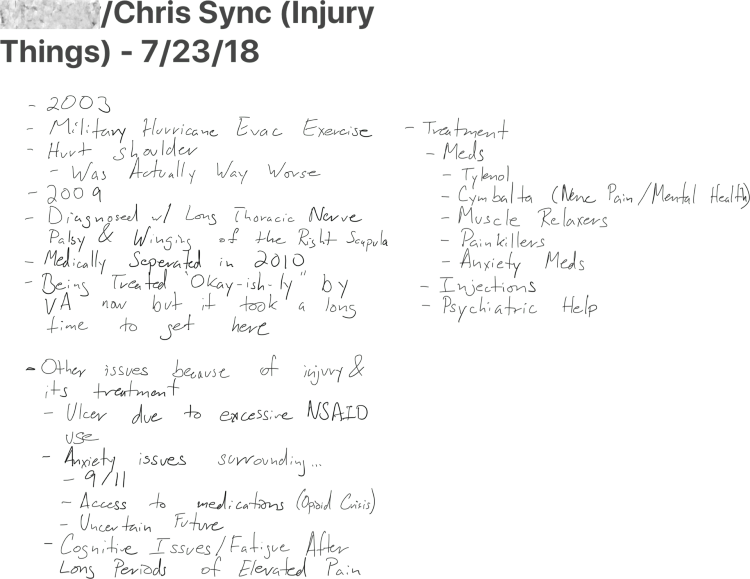 /Chris Sync (Injury
Things) - 7/23/18
- 2003
- Military Hurricane Evac Exercise
- Hurt shoulder
- Was Actually Way Worse
- 2009
- Diagnosed w/ Long Thoracic Nerve
Palsy & Winging of the Right Scapula
- Medically Seperated in 2010
- Being Treated "Okay-ish-ly" by
VA now but it took a long
time to get here
- Other issues because of injury &
its treatment
- Ulcer due to excessive NSAID
use
- Anxiety issues surrounding...
- 9/11
- Access to medications (Opioid Crisis)
- Uncertain Future
- Cognitive Issues/Fatigue After
Long Periods of Elevated Pain
- Treatment
- Meds
- Tylenol
- Cymbalta (Nerve Pain/Mental Health)
- Muscle Relaxers
- Painkillers
- Anxiety Meds
- Injections
- Psychiatric Help